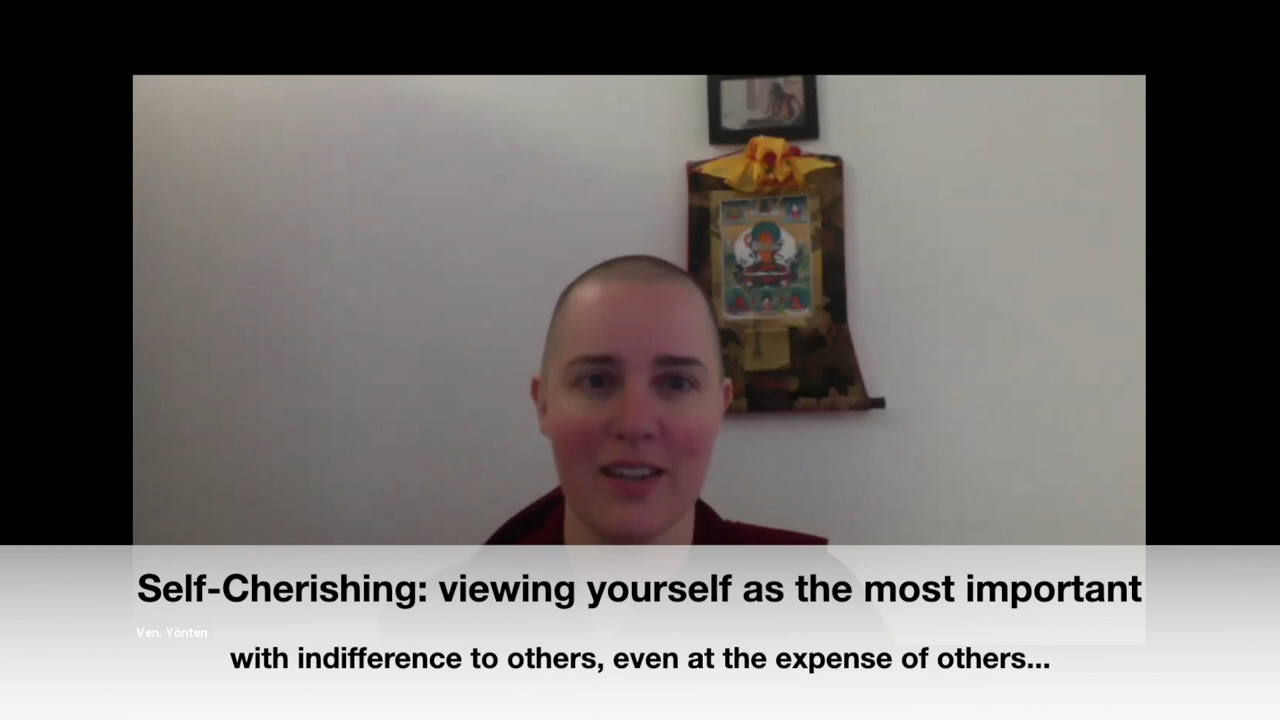 Self-Cherishing: viewing yourself as the most important
Ven. Yönten
with indifference to others, even at the expense of others...